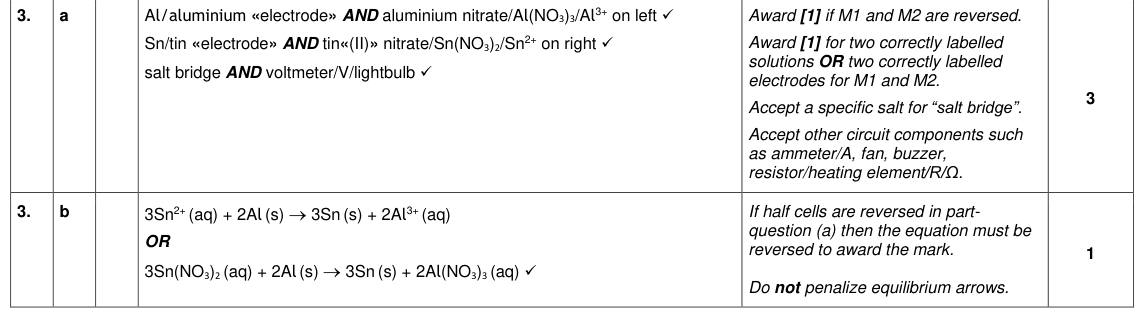 3. a Al/aluminium «electrode» AND aluminium nitrate/Al(NO₃)₃/Al³⁺ on left ✓
Sn/tin «electrode» AND tin«(II)» nitrate/Sn(NO₃)₂/Sn²⁺ on right ✓
salt bridge AND voltmeter/V/lightbulb ✓
Award [1] if M1 and M2 are reversed.
Award [1] for two correctly labelled
solutions OR two correctly labelled
electrodes for M1 and M2.
Accept a specific salt for “salt bridge”.
Accept other circuit components such
as ammeter/A, fan, buzzer,
resistor/heating element/R/Ω.
3
3. b 3Sn²⁺ (aq) + 2Al (s) → 3Sn (s) + 2Al³⁺ (aq)
OR
3Sn(NO₃)₂ (aq) + 2Al (s) → 3Sn (s) + 2Al(NO₃)₃ (aq) ✓
If half cells are reversed in part-
question (a) then the equation must be
reversed to award the mark.
Do not penalize equilibrium arrows.
1